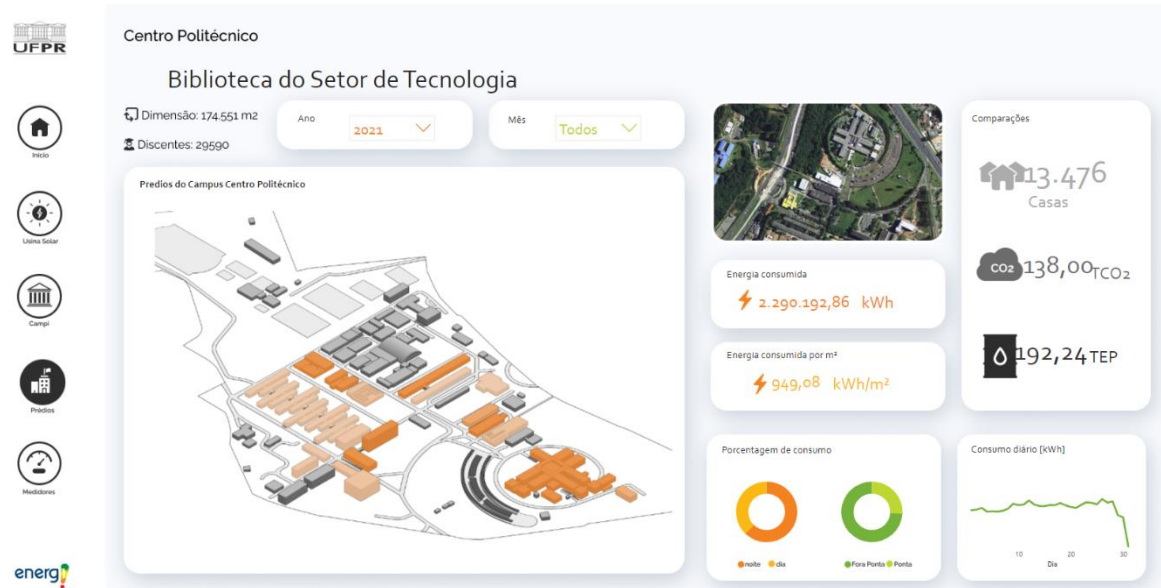 UFPR
Início
Usina Solar
Campi
Prédios
Medidores
energ
Centro Politécnico
Biblioteca do Setor de Tecnologia
Dimensão: 174.551 m2
Discentes: 29590
Ano
2021
Mês
Todos
Predios do Campus Centro Politécnico
Energia consumida
2.290.192,86 kWh
Energia consumida por m²
949,08 kWh/m²
Comparações
13.476
Casas
CO2
138,00 TCO2
192,24 TEP
Porcentagem de consumo
noite dia
Fora Ponta Ponta
Consumo diário [kWh]
10 20 30
Dia